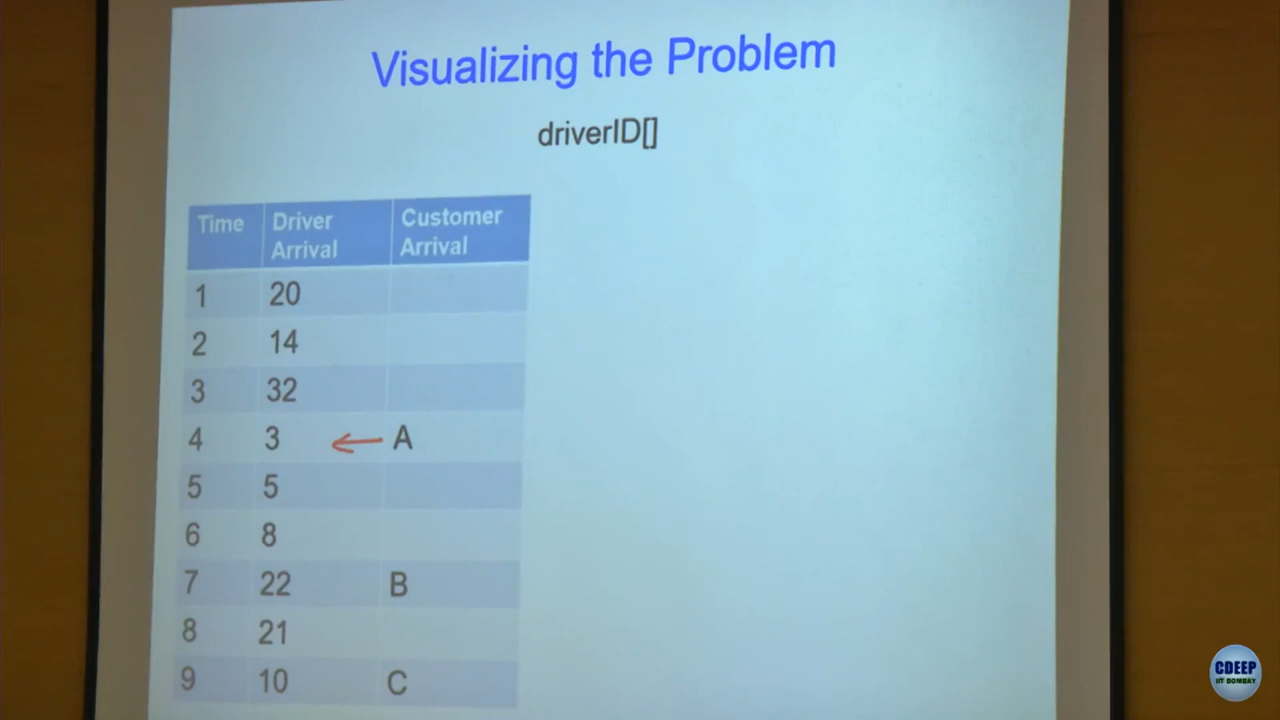 Visualizing the Problem
driverID[]
Time Driver Arrival Customer Arrival
1 20
2 14
3 32
4 3 A
5 5
6 8
7 22 B
8 21
9 10 C
CDEEP
IIT BOMBAY